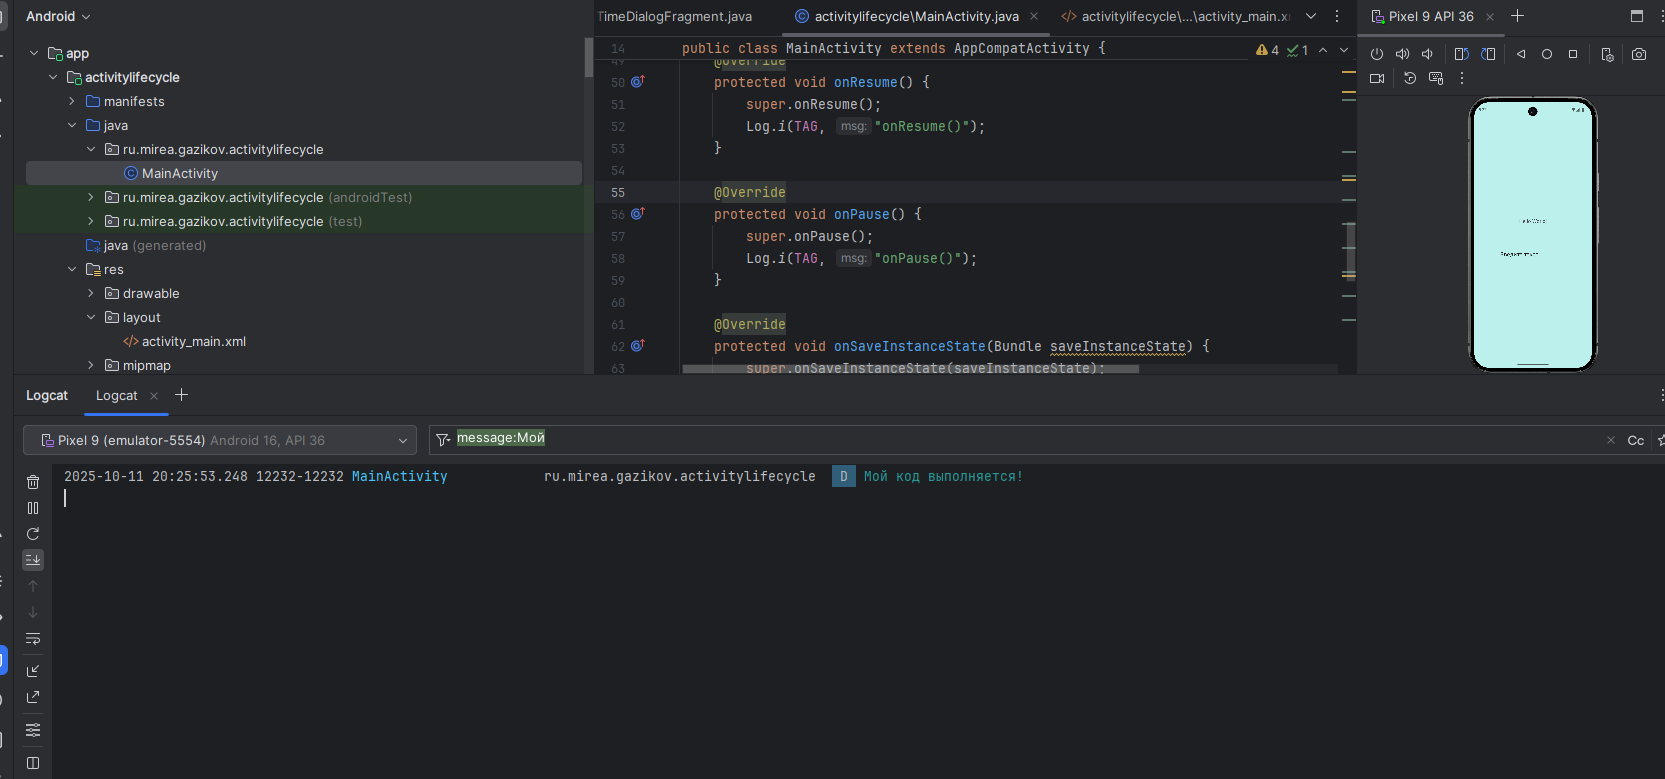 Android
app
activitylifecycle
manifests
java
ru.mirea.gazikov.activitylifecycle
MainActivity
ru.mirea.gazikov.activitylifecycle (androidTest)
ru.mirea.gazikov.activitylifecycle (test)
java (generated)
res
drawable
layout
activity_main.xml
mipmap
TimeDialogFragment.java
activitylifecycle\MainActivity.java
activitylifecycle\...\activity_main.x
14 public class MainActivity extends AppCompatActivity {
4 1
49 @Override
50 protected void onResume() {
51 super.onResume();
52 Log.i(TAG, msg: "onResume()");
53 }
54
55 @Override
56 protected void onPause() {
57 super.onPause();
58 Log.i(TAG, msg: "onPause()");
59 }
60
61 @Override
62 protected void onSaveInstanceState(Bundle saveInstanceState) {
63 super.onSaveInstanceState(saveInstanceState);
Pixel 9 API 36
Hello World!
Logcat
Logcat
Pixel 9 (emulator-5554) Android 16, API 36
message:Мой
Cc
2025-10-11 20:25:53.248 12232-12232 MainActivity ru.mirea.gazikov.activitylifecycle D Мой код выполняется!